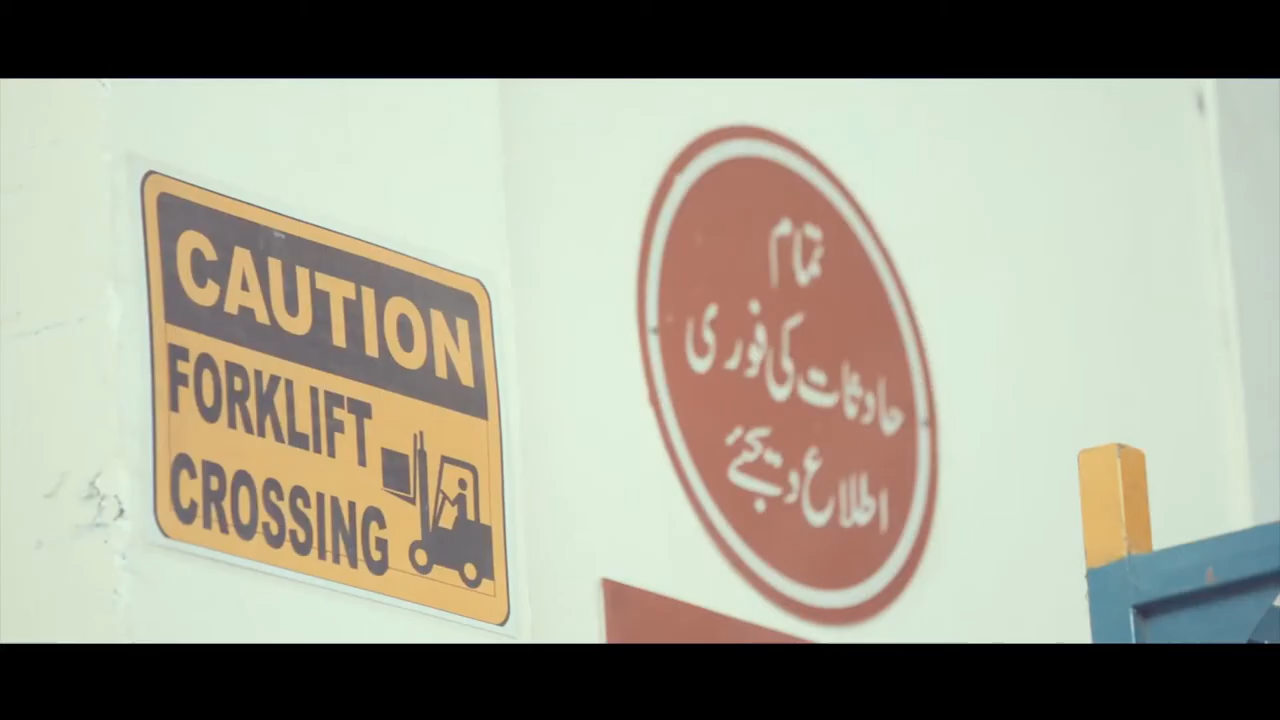 CAUTION
FORKLIFT
CROSSING
تمام
حادثات کی فوری
اطلاع دیجئے